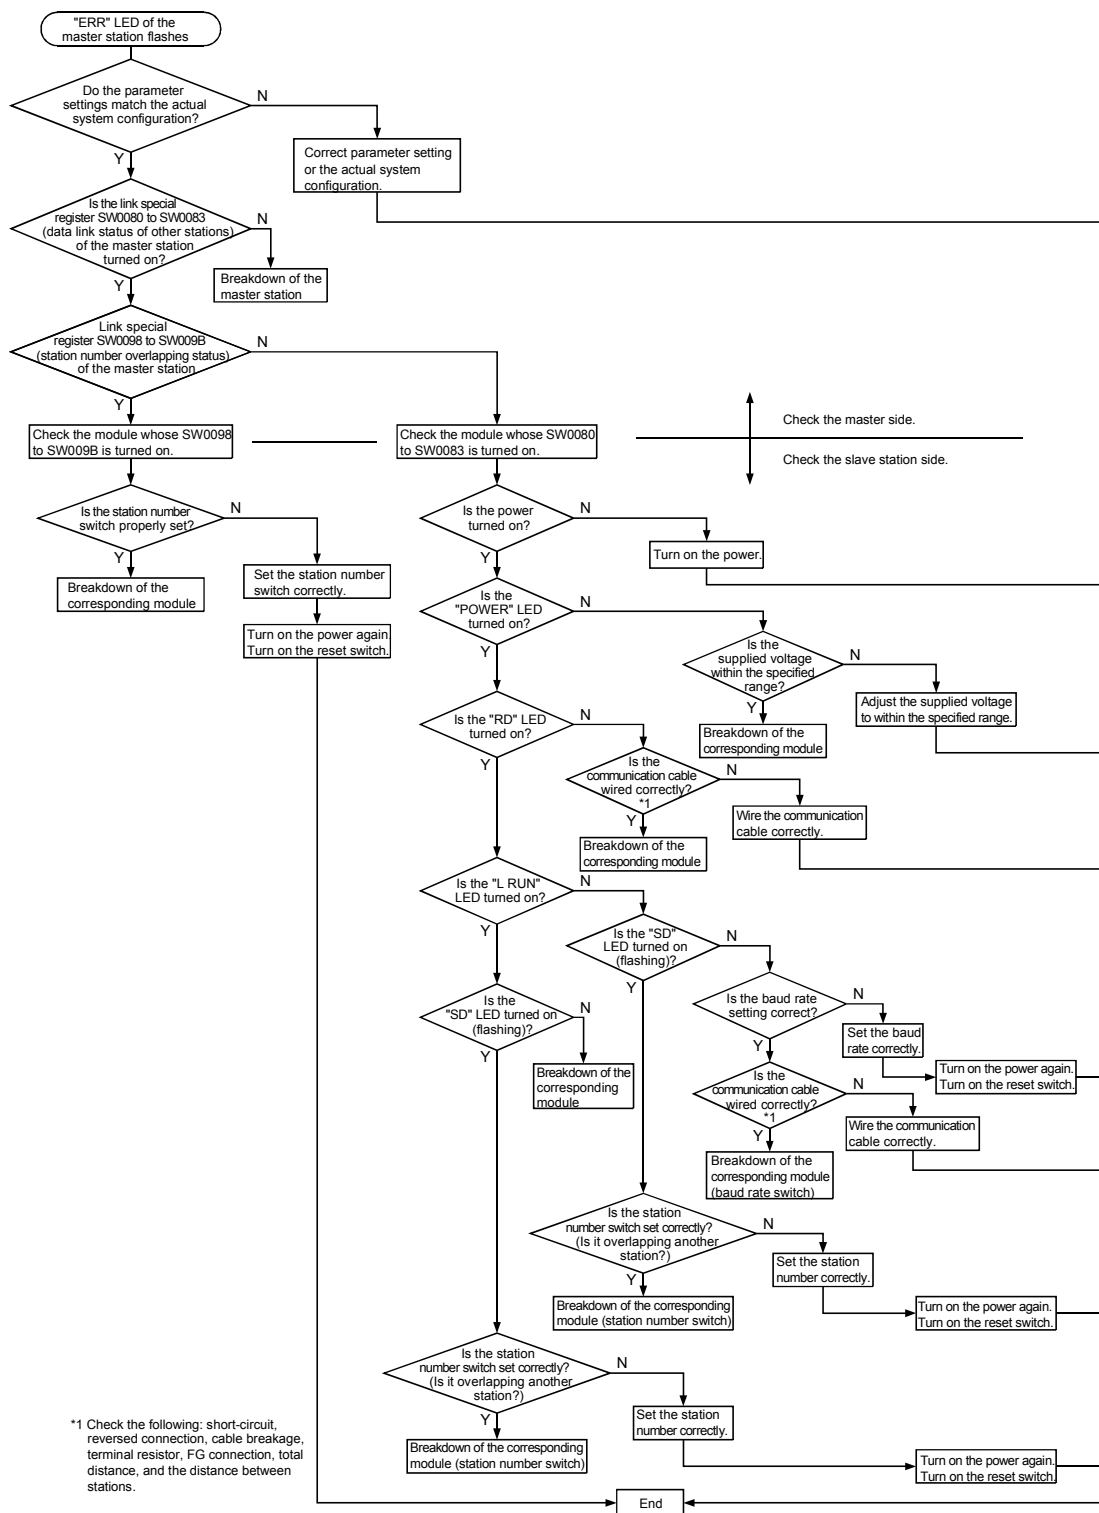 "ERR" LED of the
master station flashes
Do the parameter
settings match the actual
system configuration?
N
Y
Correct parameter setting
or the actual system
configuration.
Is the link special
register SW0080 to SW0083
(data link status of other stations)
of the master station
turned on?
N
Y
Breakdown of the
master station
Link special
register SW0098 to SW009B
(station number overlapping status)
of the master station
N
Y
Check the module whose SW0098
to SW009B is turned on.
Check the module whose SW0080
to SW0083 is turned on.
Check the master side.
Check the slave station side.
Is the station number
switch properly set?
N
Y
Breakdown of the
corresponding module
Set the station number
switch correctly.
Turn on the power again.
Turn on the reset switch.
Is the power
turned on?
N
Y
Turn on the power.
Is the
"POWER" LED
turned on?
N
Y
Is the
supplied voltage
within the specified
range?
N
Y
Adjust the supplied voltage
to within the specified range.
Breakdown of the
corresponding module
Is the "RD" LED
turned on?
N
Y
Is the
communication cable
wired correctly?
*1
N
Y
Wire the communication
cable correctly.
Breakdown of the
corresponding module
Is the "L RUN"
LED turned on?
N
Y
Is the "SD"
LED turned on
(flashing)?
N
Y
Is the
"SD" LED turned on
(flashing)?
N
Y
Breakdown of the
corresponding
module
Is the baud rate
setting correct?
N
Y
Set the baud
rate correctly.
Turn on the power again.
Turn on the reset switch.
Is the
communication cable
wired correctly?
*1
N
Y
Wire the communication
cable correctly.
Breakdown of the
corresponding module
(baud rate switch)
Is the station
number switch set correctly?
(Is it overlapping another
station?)
N
Y
Set the station
number correctly.
Breakdown of the corresponding
module (station number switch)
Turn on the power again.
Turn on the reset switch.
Is the station
number switch set correctly?
(Is it overlapping another
station?)
N
Y
Set the station
number correctly.
Breakdown of the corresponding
module (station number switch)
Turn on the power again.
Turn on the reset switch.
*1 Check the following: short-circuit,
reversed connection, cable breakage,
terminal resistor, FG connection, total
distance, and the distance between
stations.
End